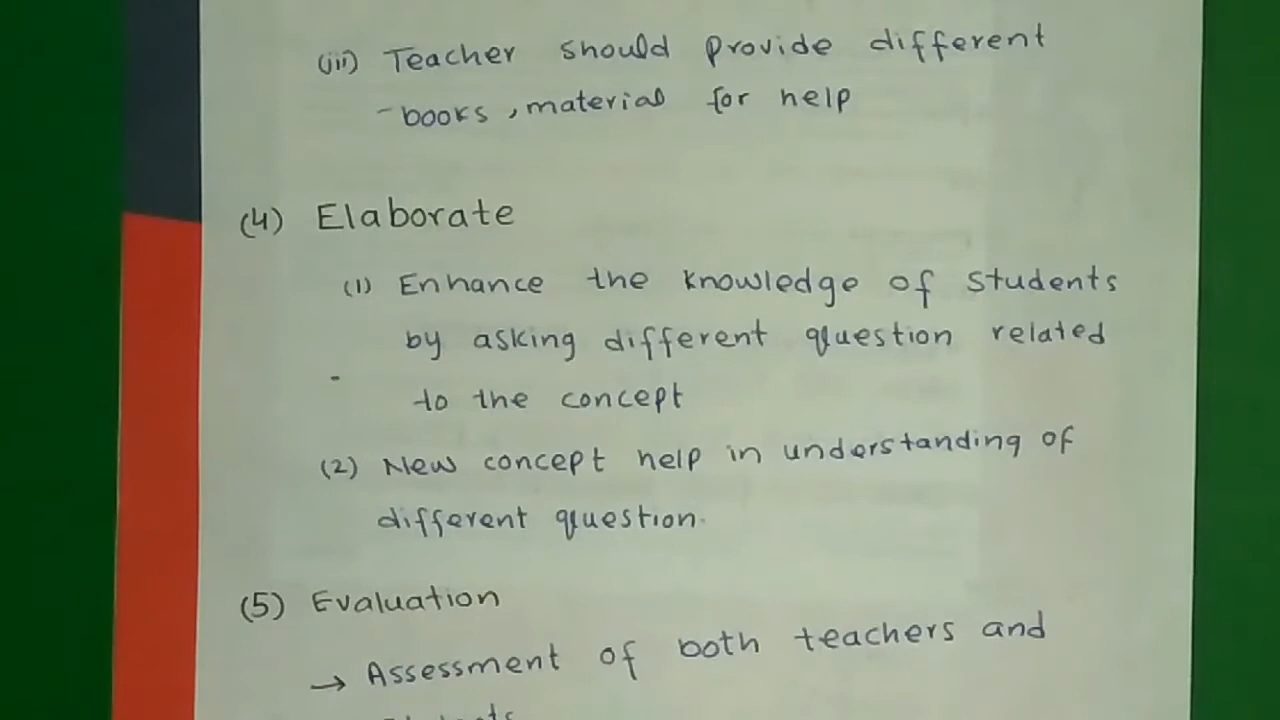 (iii) Teacher should provide different
books, material for help
(4) Elaborate
(1) Enhance the knowledge of students
by asking different question related
to the concept
(2) New concept help in understanding of
different question.
(5) Evaluation
→ Assessment of both teachers and